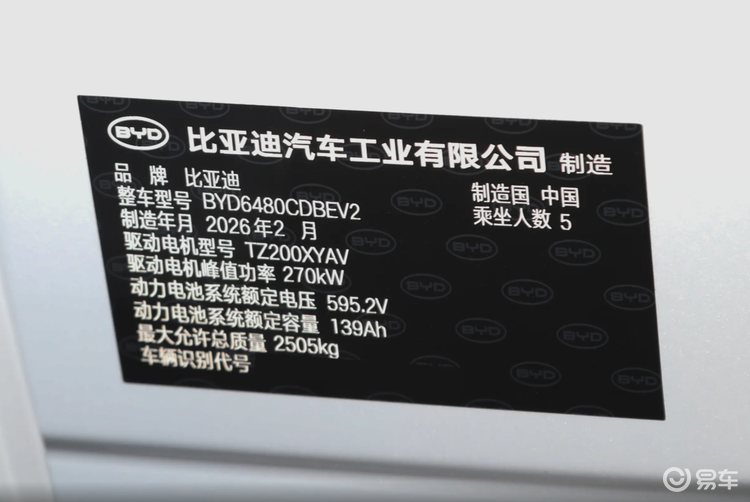 BYD 比亚迪汽车工业有限公司 制造
品 牌 比亚迪
制造国 中国
整车型号 BYD6480CDBEV2
乘坐人数 5
制造年月 2026年2 月
驱动电机型号 TZ200XYAV
驱动电机峰值功率 270kW
动力电池系统额定电压 595.2V
动力电池系统额定容量 139Ah
最大允许总质量 2505kg
车辆识别代号
易车